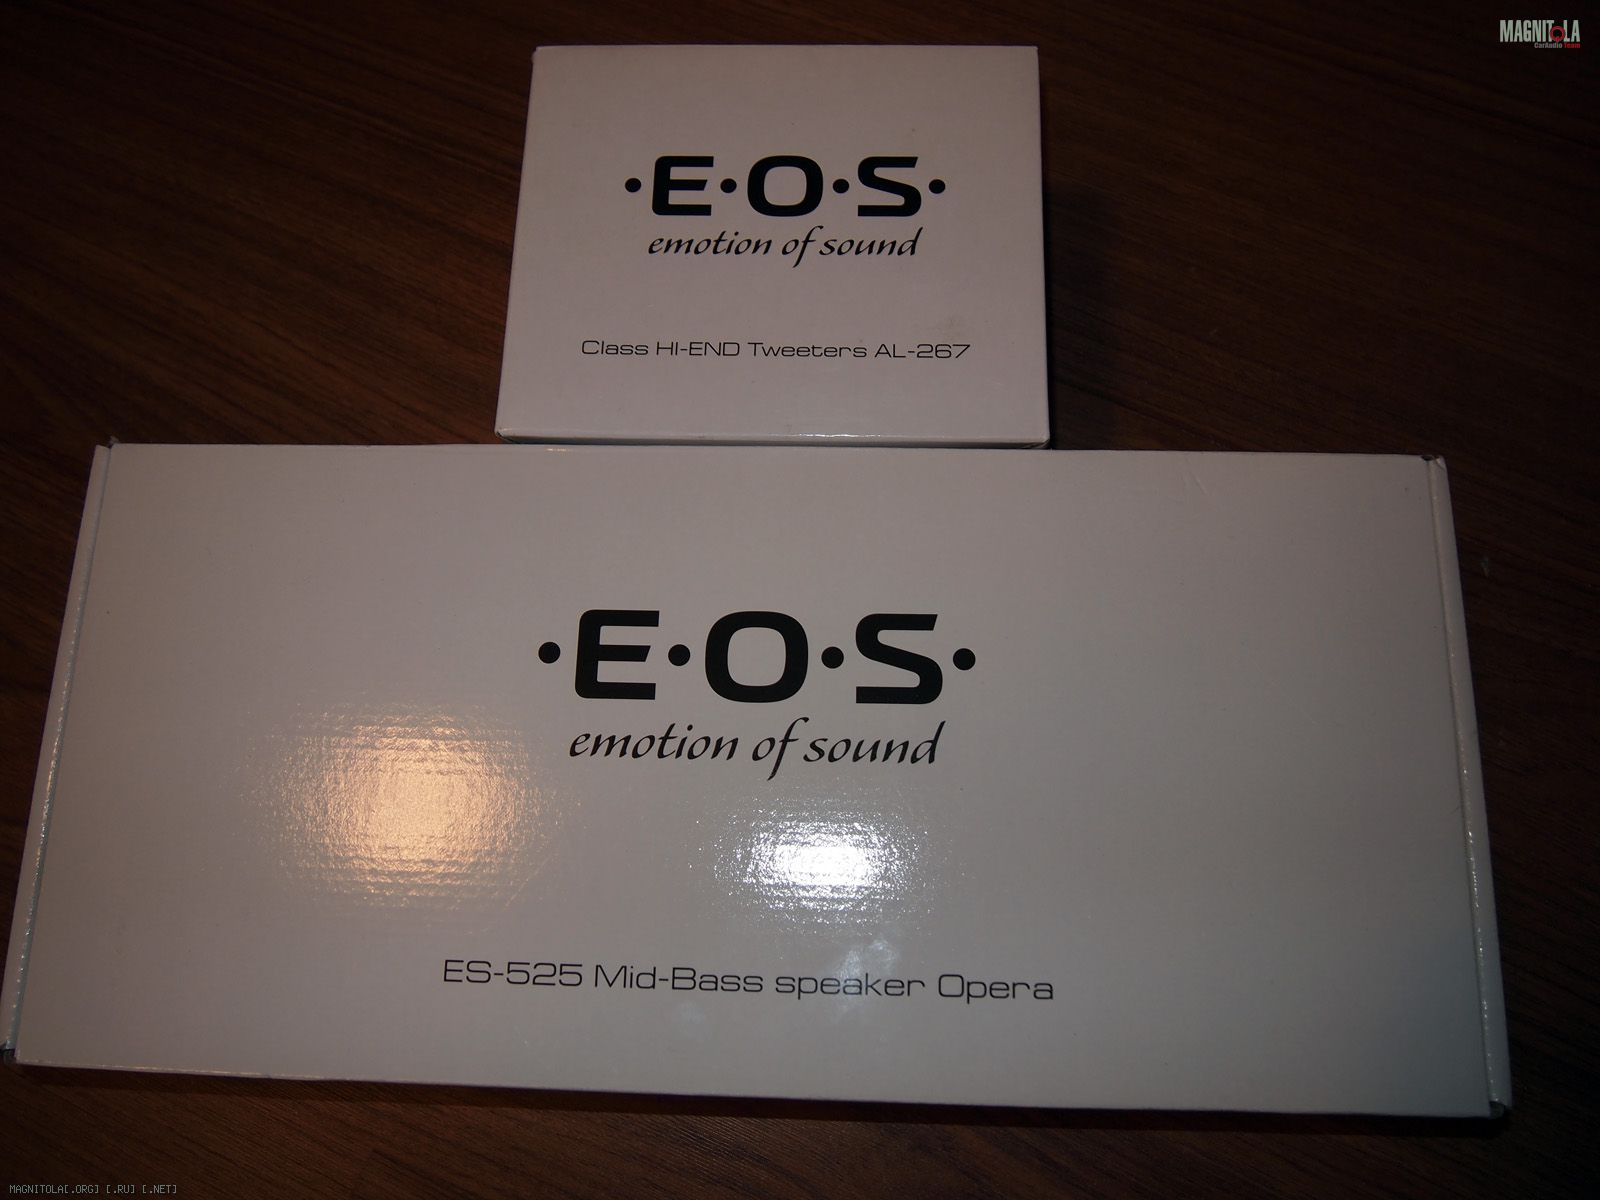 MAGNITOLA
CarAudio Team
·E·O·S·
emotion of sound
Class HI-END Tweeters AL-267
·E·O·S·
emotion of sound
ES-525 Mid-Bass speaker Opera
MAGNITOLA[.ORG] [.RU] [.NET]